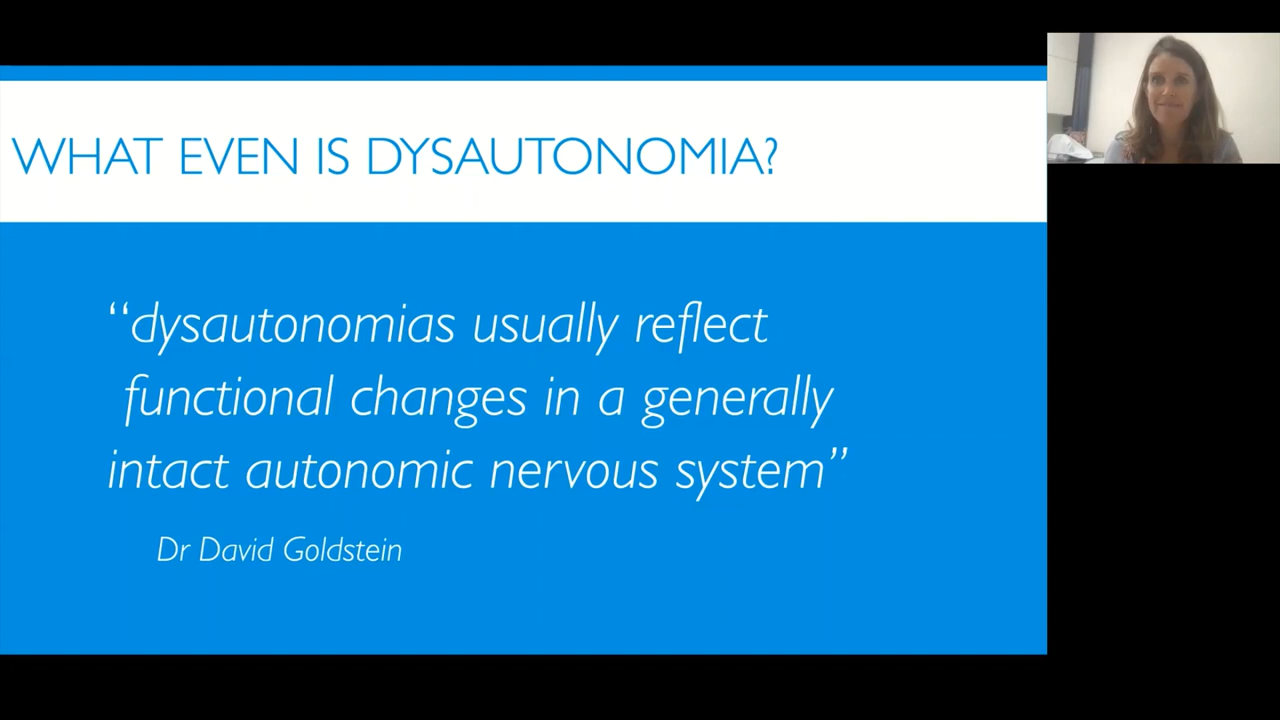 WHAT EVEN IS DYSAUTONOMIA?
“dysautonomias usually reflect
functional changes in a generally
intact autonomic nervous system”
Dr David Goldstein